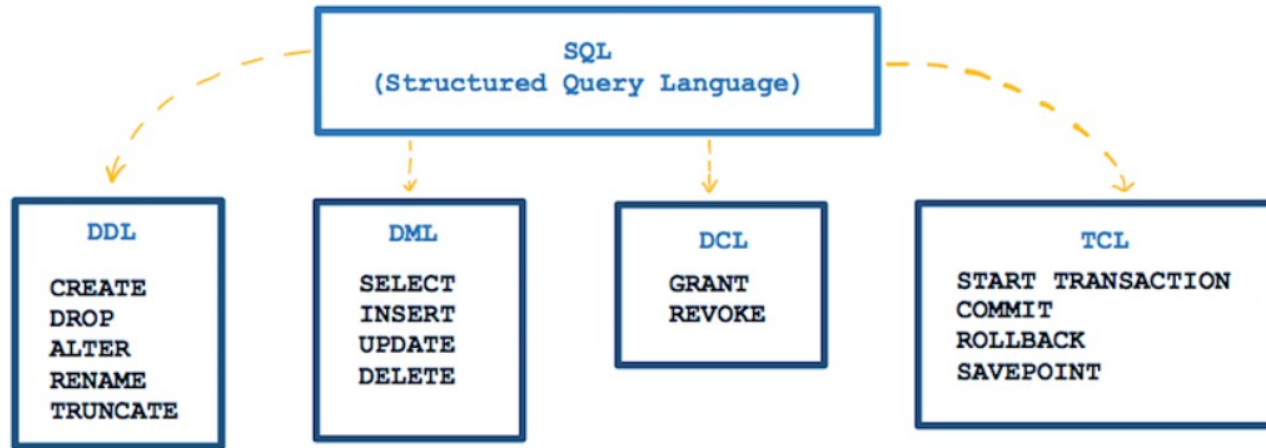 SQL
(Structured Query Language)
DDL
CREATE
DROP
ALTER
RENAME
TRUNCATE
DML
SELECT
INSERT
UPDATE
DELETE
DCL
GRANT
REVOKE
TCL
START TRANSACTION
COMMIT
ROLLBACK
SAVEPOINT